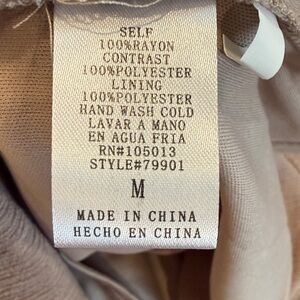 SELF
100%RAYON
CONTRAST
100%POLYESTER
LINING
100%POLYESTER
HAND WASH COLD
LAVAR A MANO
EN AGUA FRIA
RN#105013
STYLE#79901
M
MADE IN CHINA
HECHO EN CHINA